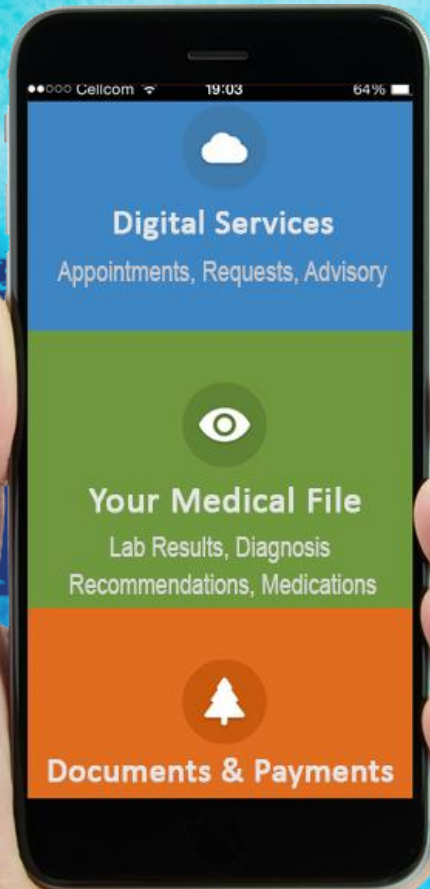 Cellcom 19:03 64%
Digital Services
Appointments, Requests, Advisory
Your Medical File
Lab Results, Diagnosis
Recommendations, Medications
Documents & Payments